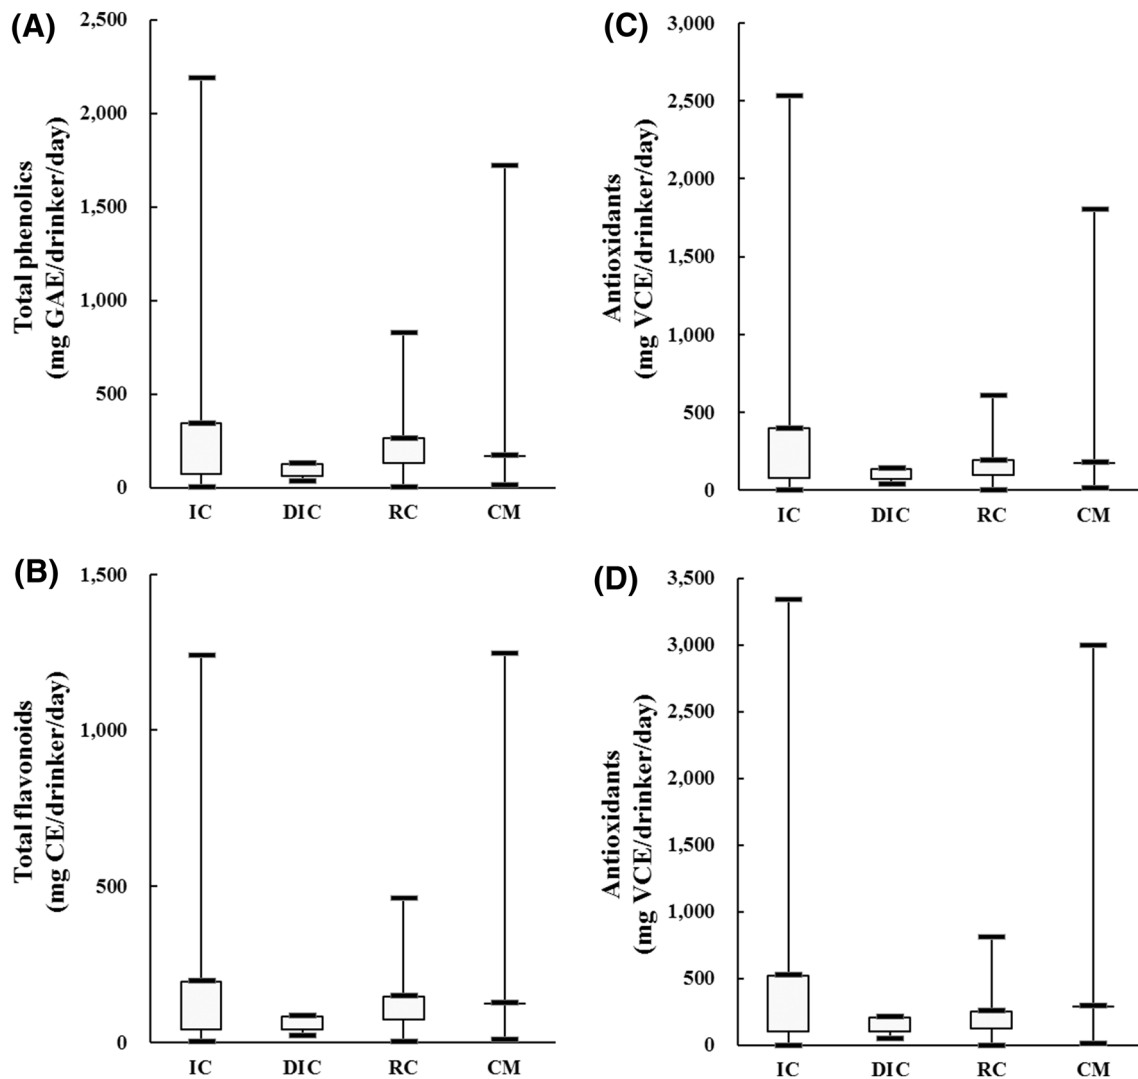 (A)
Total phenolics
(mg GAE/drinker/day)
2,500
2,000
1,500
1,000
500
0
IC DIC RC CM
(C)
Antioxidants
(mg VCE/drinker/day)
3,000
2,500
2,000
1,500
1,000
500
0
IC DIC RC CM
(B)
Total flavonoids
(mg CE/drinker/day)
1,500
1,000
500
0
IC DIC RC CM
(D)
Antioxidants
(mg VCE/drinker/day)
3,500
3,000
2,500
2,000
1,500
1,000
500
0
IC DIC RC CM